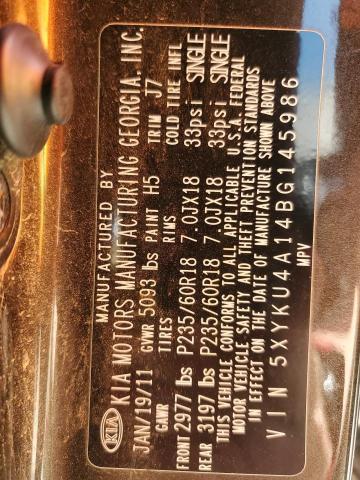 KIA MANUFACTURED BY
KIA MOTORS MANUFACTURING GEORGIA, INC.
JAN/19/11 GVWR 5093 lbs PAINT H5 TRIM J7
GAWR TIRES RIMS COLD TIRE INFL
FRONT 2977 lbs P235/60R18 7.0JX18 33psi SINGLE
REAR 3197 lbs P235/60R18 7.0JX18 33psi SINGLE
THIS VEHICLE CONFORMS TO ALL APPLICABLE U.S.A. FEDERAL
MOTOR VEHICLE SAFETY AND THEFT PREVENTION STANDARDS
IN EFFECT ON THE DATE OF MANUFACTURE SHOWN ABOVE
VIN 5XYKU4A14BG145986
MPV